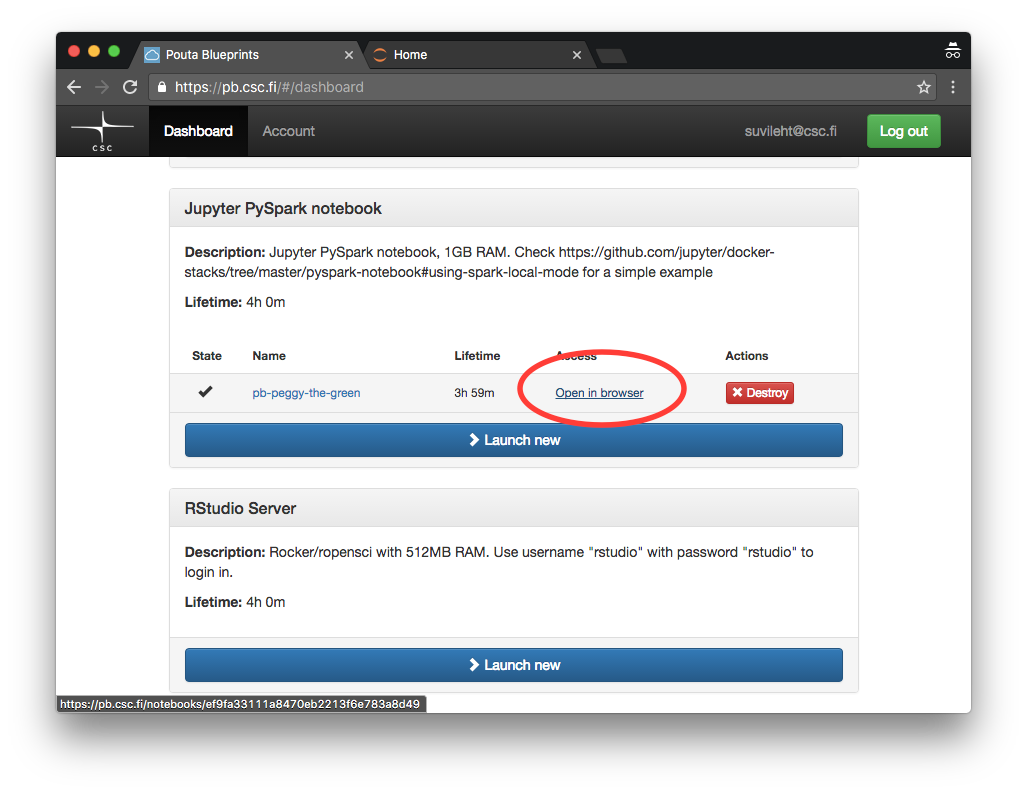 Pouta Blueprints
Home
https://pb.csc.fi/#/dashboard
CSC
Dashboard
Account
suvileht@csc.fi
Log out
Jupyter PySpark notebook
Description: Jupyter PySpark notebook, 1GB RAM. Check https://github.com/jupyter/docker-
stacks/tree/master/pyspark-notebook#using-spark-local-mode for a simple example
Lifetime: 4h 0m
State Name Lifetime Access Actions
pb-peggy-the-green 3h 59m Open in browser Destroy
Launch new
RStudio Server
Description: Rocker/ropensci with 512MB RAM. Use username "rstudio" with password "rstudio" to
login in.
Lifetime: 4h 0m
Launch new
https://pb.csc.fi/notebooks/ef9fa33111a8470eb2213f6e783a8d49